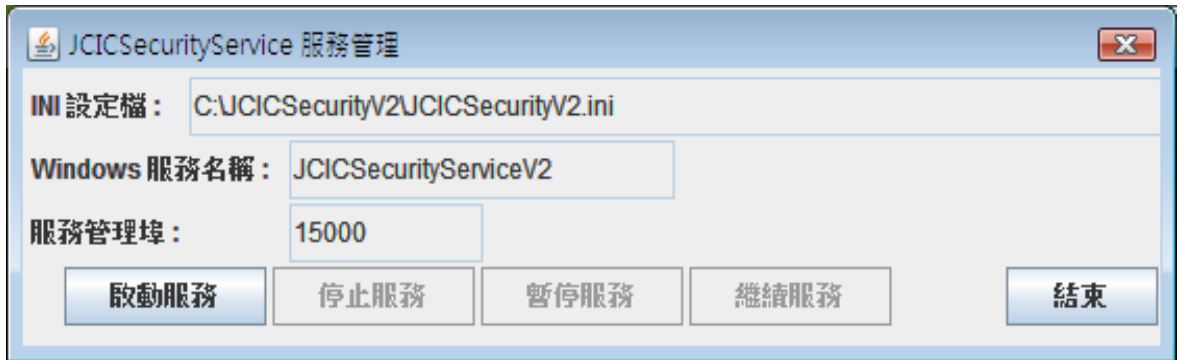 JCICSecurityService 服務管理
INI 設定檔 : C:\JCICSecurityV2\JCICSecurityV2.ini
Windows 服務名稱 : JCICSecurityServiceV2
服務管理埠 : 15000
啟動服務 停止服務 暫停服務 繼續服務 結束